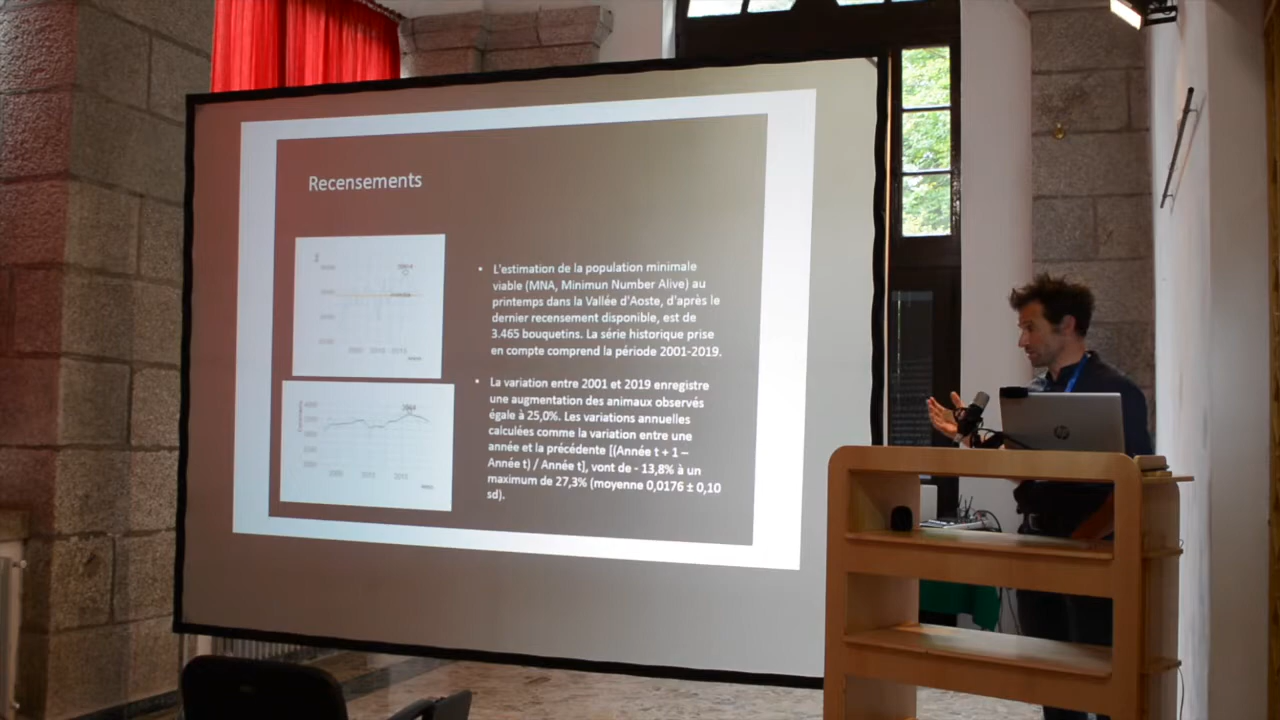 Recensements
• L'estimation de la population minimale
viable (MNA, Minimun Number Alive) au
printemps dans la Vallée d'Aoste, d'après le
dernier recensement disponible, est de
3.465 bouquetins. La série historique prise
en compte comprend la période 2001-2019.
• La variation entre 2001 et 2019 enregistre
une augmentation des animaux observés
égale à 25,0%. Les variations annuelles
calculées comme la variation entre une
année et la précédente [(Année t + 1 –
Année t) / Année t], vont de - 13,8% à un
maximum de 27,3% (moyenne 0,0176 ± 0,10
sd).
hp